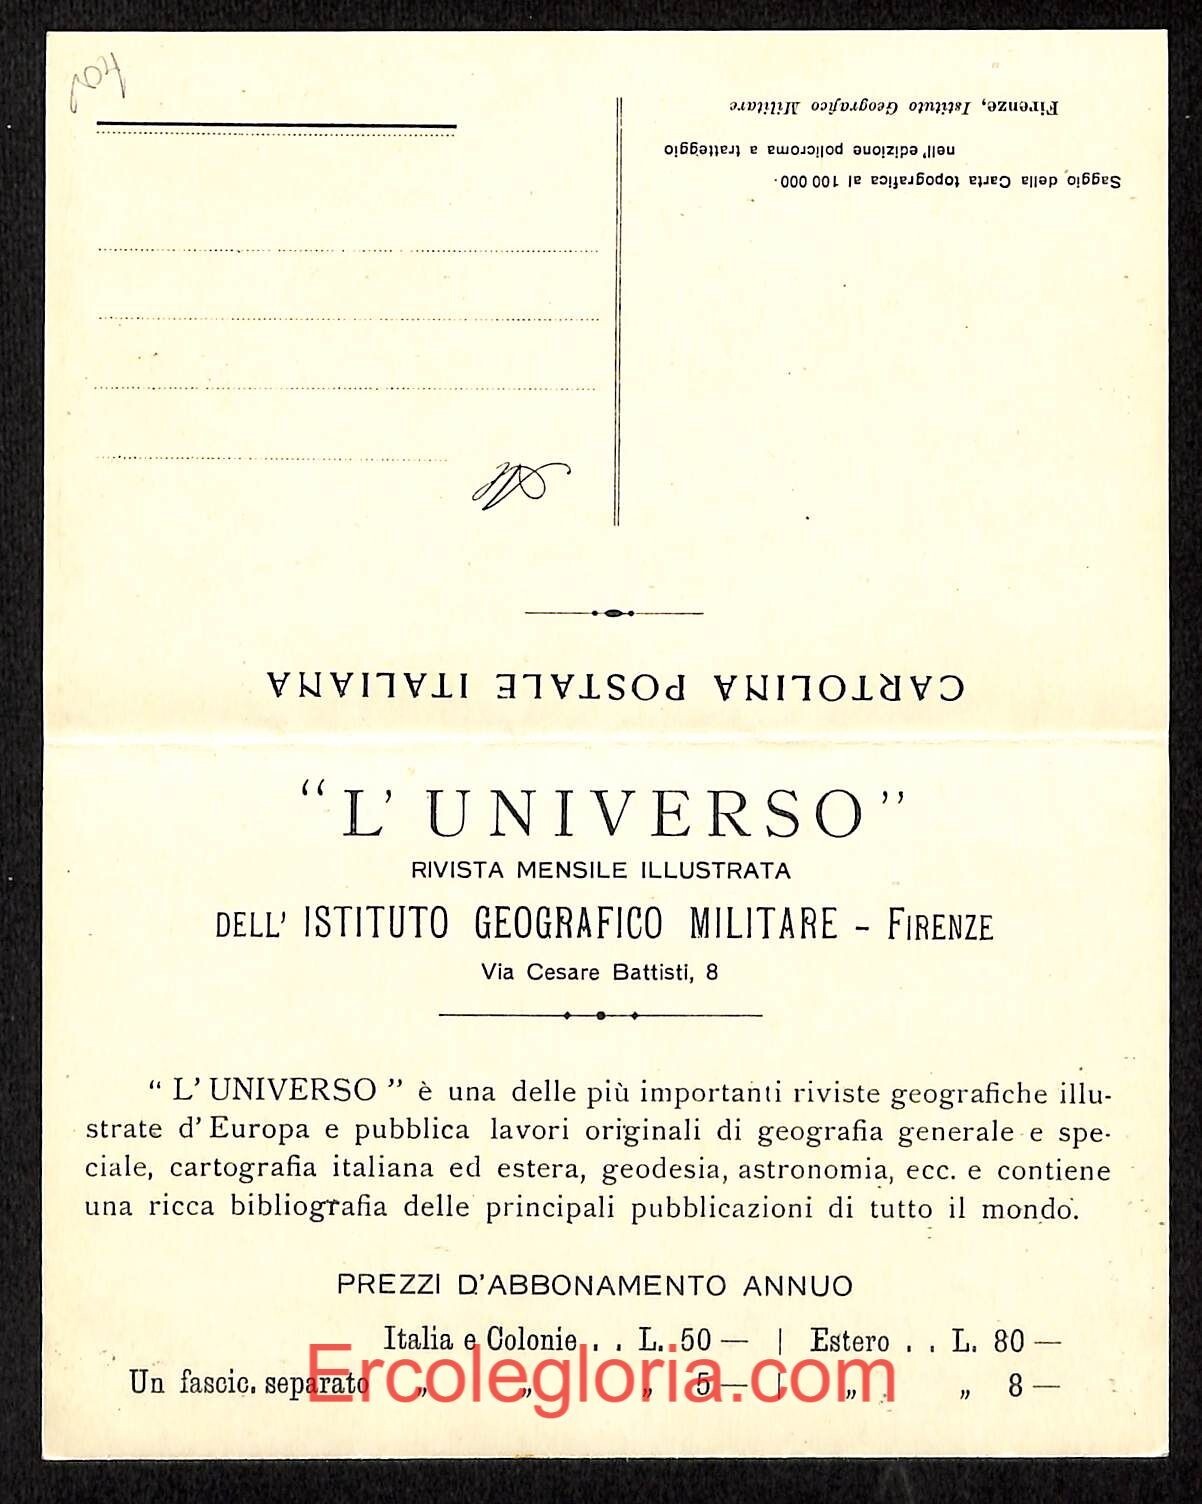 Firenze, Istituto Geografico Militare
nell'edizione policroma a tratteggio
Saggio della Carta topografica al 100 000.
CARTOLINA POSTALE ITALIANA
“L' UNIVERSO”
RIVISTA MENSILE ILLUSTRATA
DELL' ISTITUTO GEOGRAFICO MILITARE - FIRENZE
Via Cesare Battisti, 8
“ L' UNIVERSO ” è una delle più importanti riviste geografiche illu-
strate d'Europa e pubblica lavori originali di geografia generale e spe-
ciale, cartografia italiana ed estera, geodesia, astronomia, ecc. e contiene
una ricca bibliografia delle principali pubblicazioni di tutto il mondo.
PREZZI D'ABBONAMENTO ANNUO
Italia e Colonie . . L. 50 — | Estero . . L. 80 —
Un fascic. separato „ „ „ 5 — | „ „ 8 —
Ercolegloria.com